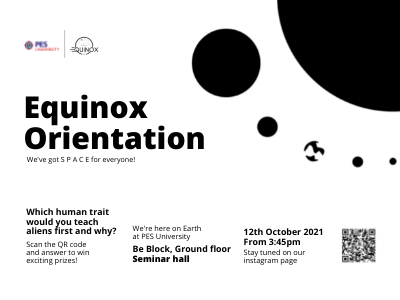 PES
UNIVERSITY
EQUINOX
Equinox
Orientation
We've got S P A C E for everyone!
Which human trait
would you teach
aliens first and why?
Scan the QR code
and answer to win
exciting prizes!
We're here on Earth
at PES University
Be Block, Ground floor
Seminar hall
12th October 2021
From 3:45pm
Stay tuned on our
instagram page